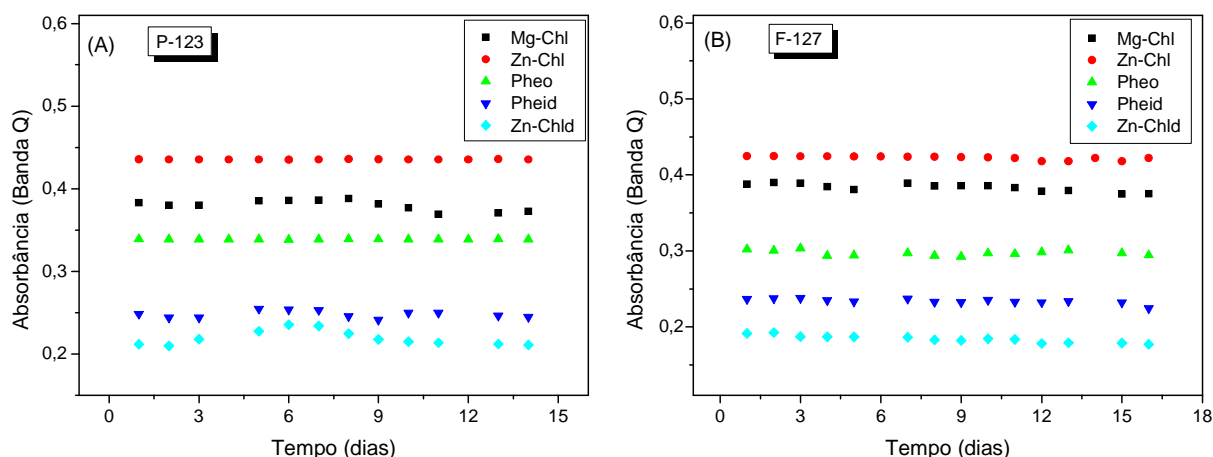 (A)
P-123
Mg-Chl
Zn-Chl
Pheo
Pheid
Zn-Chld
Absorbância (Banda Q)
0,6
0,5
0,4
0,3
0,2
0 3 6 9 12 15
Tempo (dias)
(B)
F-127
Mg-Chl
Zn-Chl
Pheo
Pheid
Zn-Chld
Absorbância (Banda Q)
0,6
0,5
0,4
0,3
0,2
0 3 6 9 12 15 18
Tempo (dias)